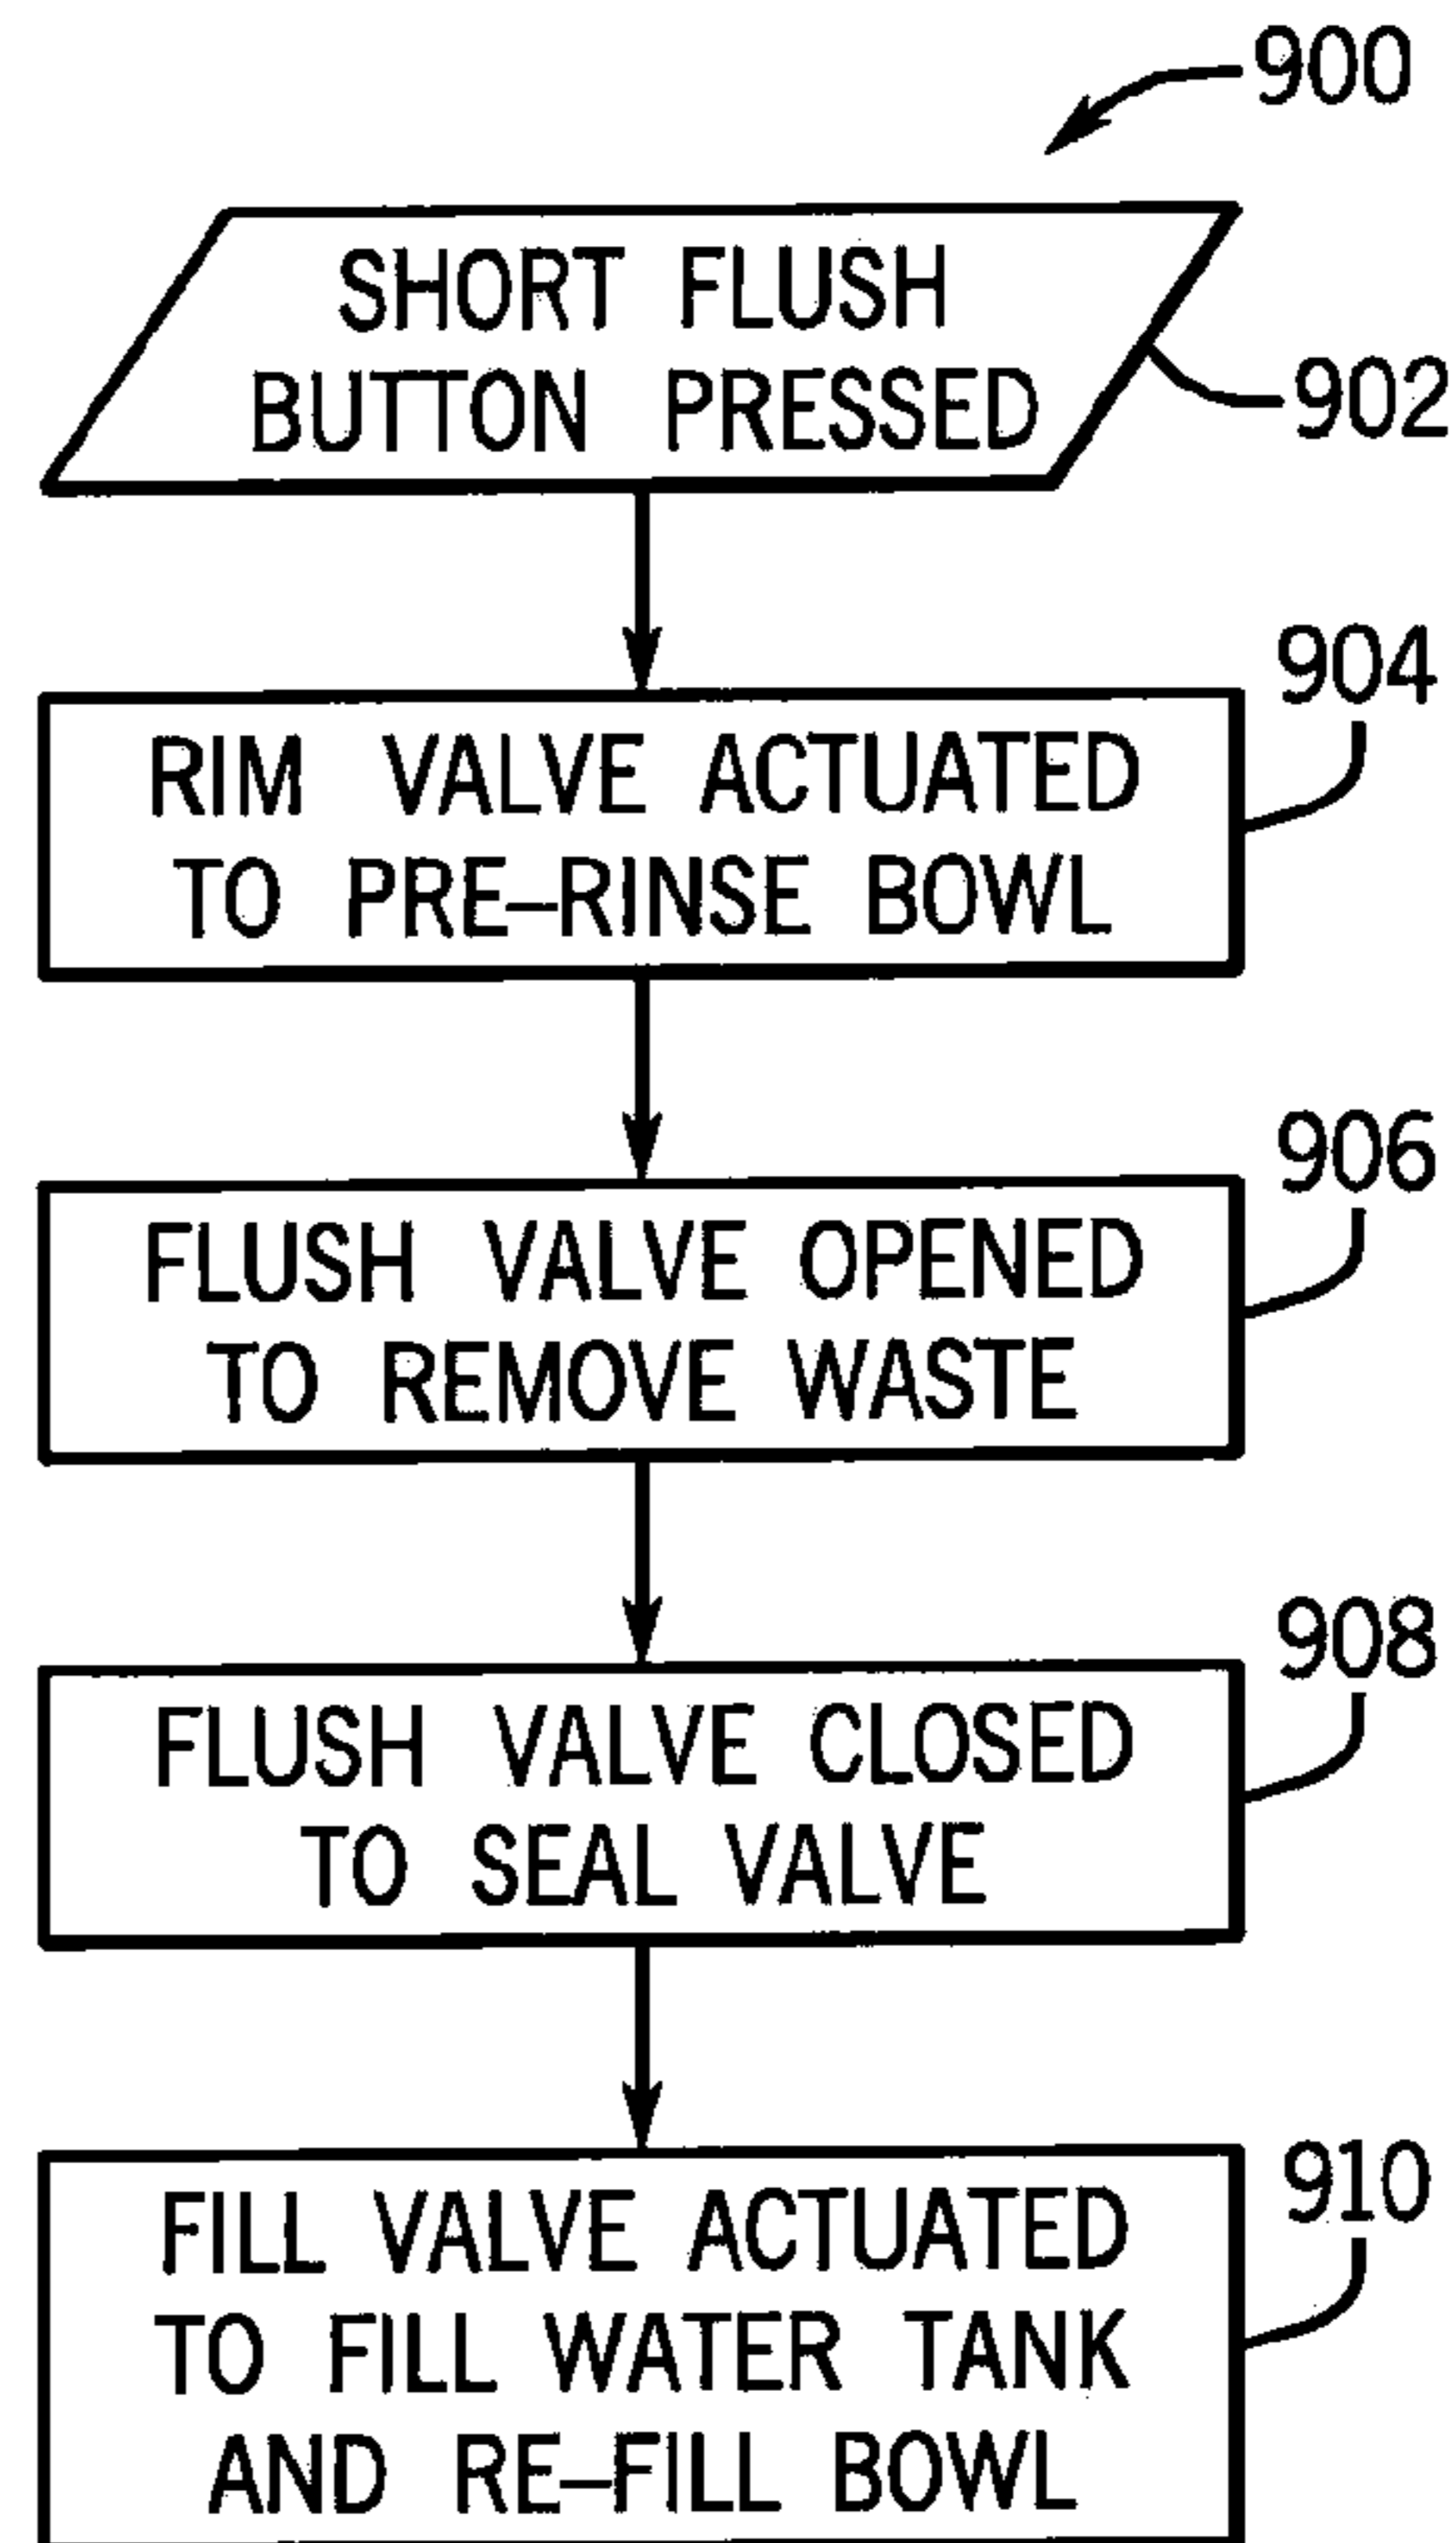 900
SHORT FLUSH
BUTTON PRESSED
902
904
RIM VALVE ACTUATED
TO PRE–RINSE BOWL
906
FLUSH VALVE OPENED
TO REMOVE WASTE
908
FLUSH VALVE CLOSED
TO SEAL VALVE
910
FILL VALVE ACTUATED
TO FILL WATER TANK
AND RE–FILL BOWL